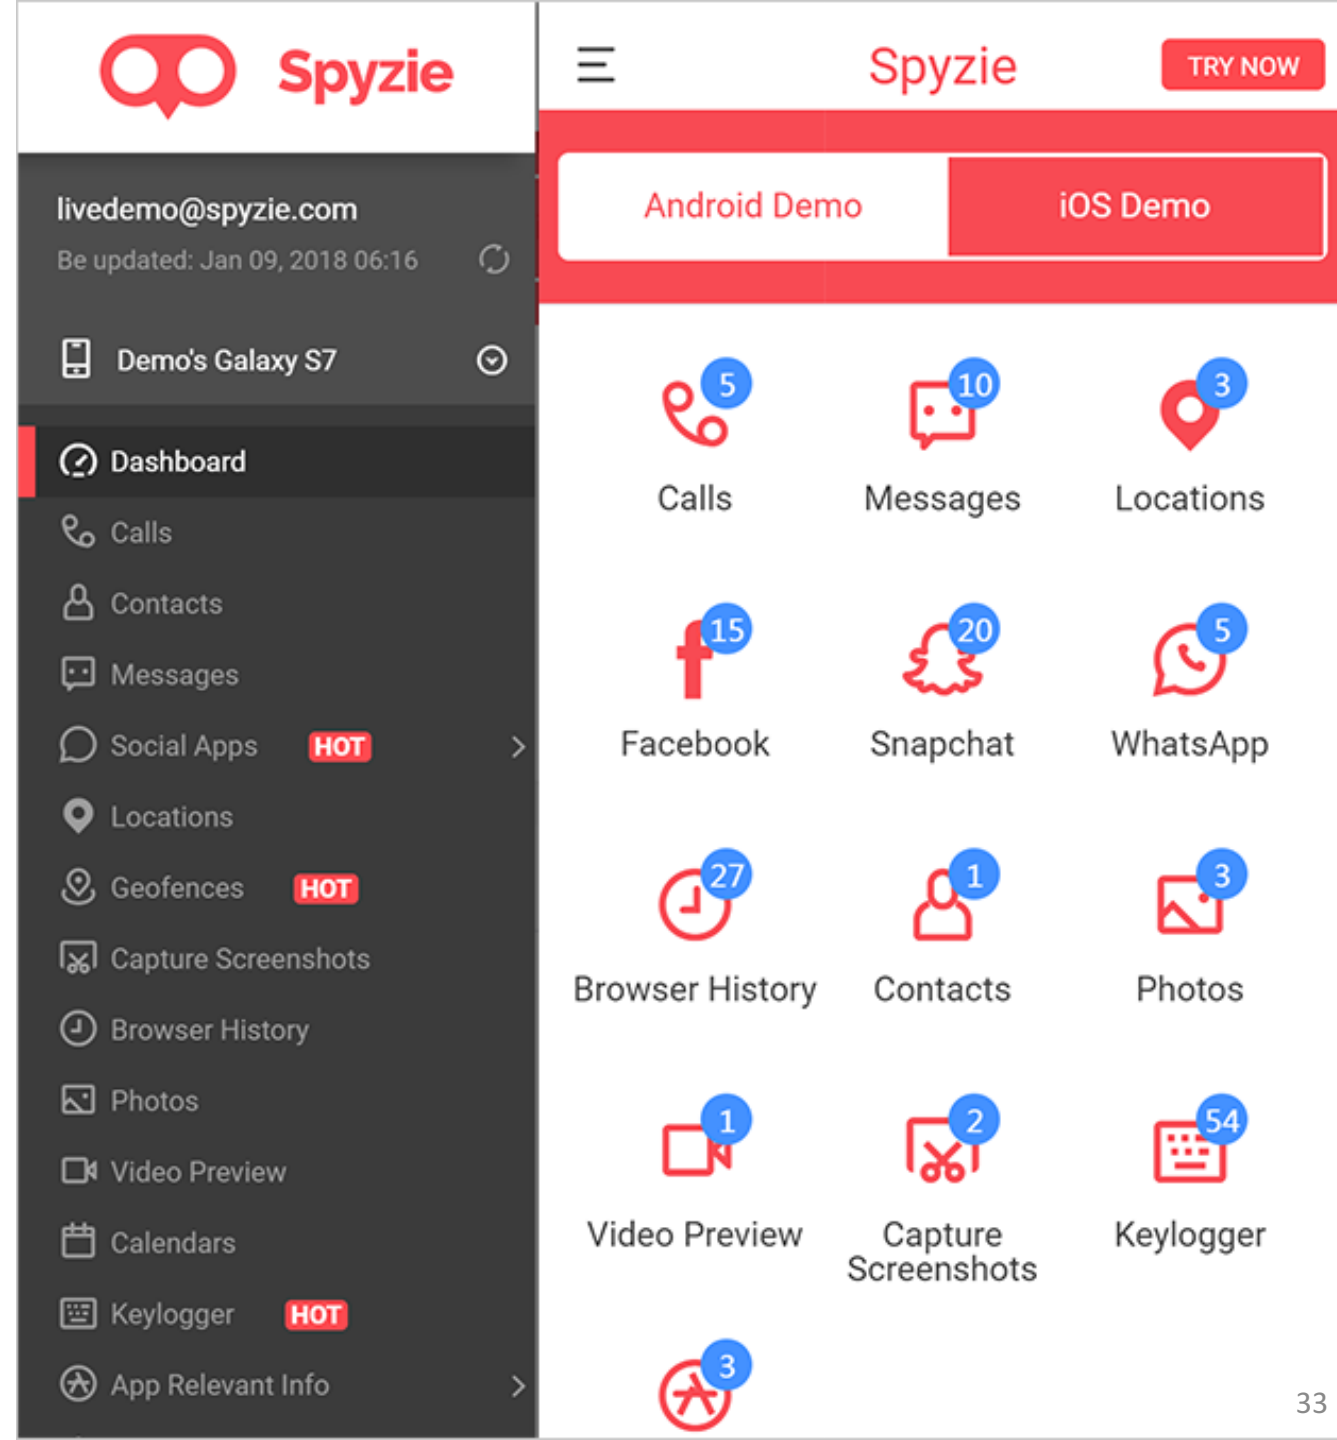 Spyzie
livedemo@spyzie.com
Be updated: Jan 09, 2018 06:16
Demo's Galaxy S7
Dashboard
Calls
Contacts
Messages
Social Apps HOT
Locations
Geofences HOT
Capture Screenshots
Browser History
Photos
Video Preview
Calendars
Keylogger HOT
App Relevant Info
Spyzie TRY NOW
Android Demo iOS Demo
5 10 3
Calls Messages Locations
15 20 5
Facebook Snapchat WhatsApp
27 1 3
Browser History Contacts Photos
1 2 54
Video Preview Capture Keylogger
Screenshots
3
33